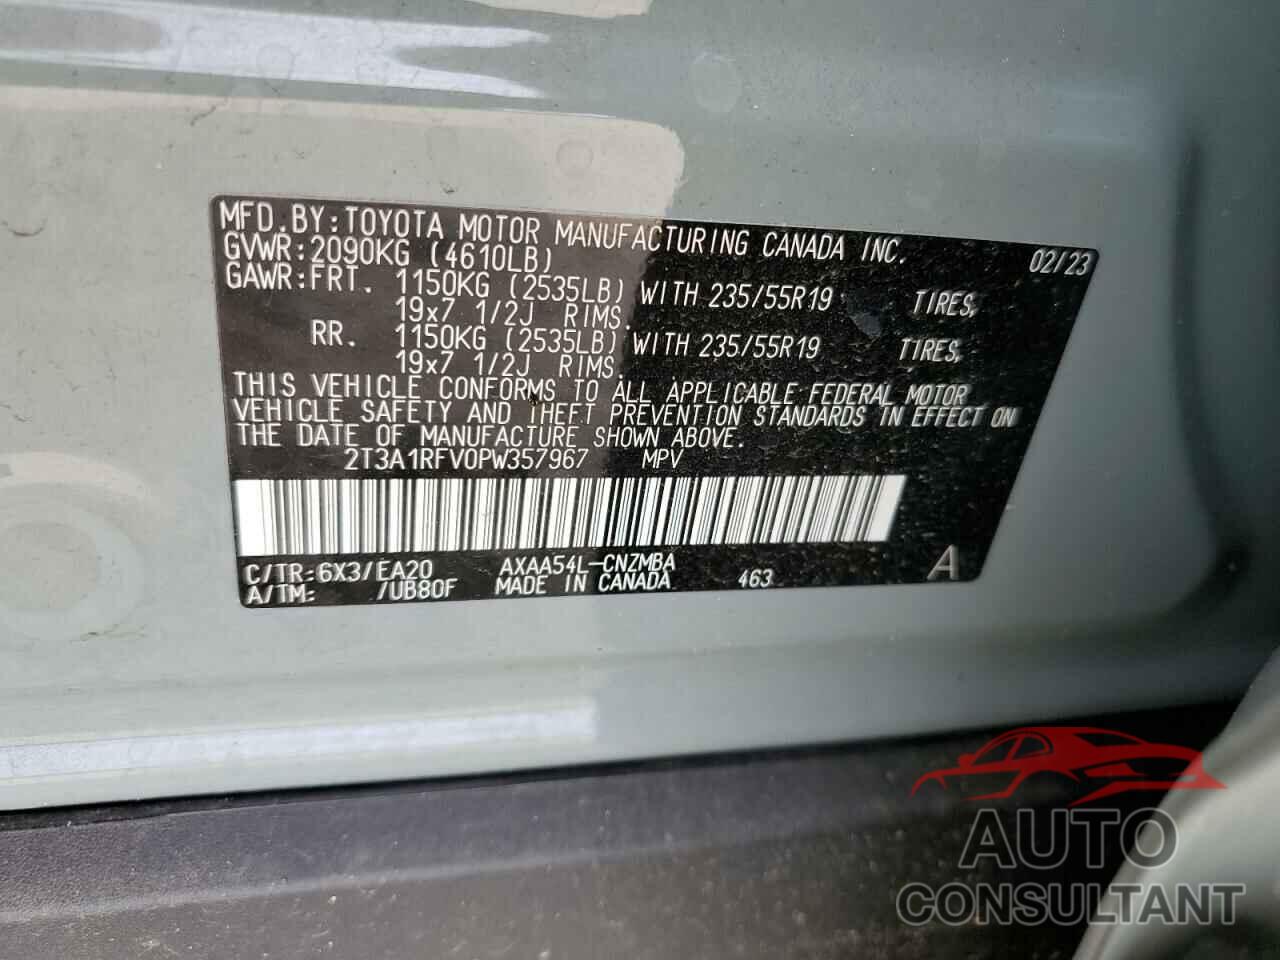 MFD.BY:TOYOTA MOTOR MANUFACTURING CANADA INC. 02/23
GVWR:2090KG (4610LB)
GAWR:FRT. 1150KG (2535LB) WITH 235/55R19 TIRES,
19x7 1/2J RIMS.
RR. 1150KG (2535LB) WITH 235/55R19 TIRES,
19x7 1/2J RIMS.
THIS VEHICLE CONFORMS TO ALL APPLICABLE FEDERAL MOTOR
VEHICLE SAFETY AND THEFT PREVENTION STANDARDS IN EFFECT ON
THE DATE OF MANUFACTURE SHOWN ABOVE.
2T3A1RFV0PW357967 MPV
C/TR:6X3/EA20 AXAA54L-CNZMBA A
A/TM: /UB80F MADE IN CANADA 463
AUTO
CONSULTANT